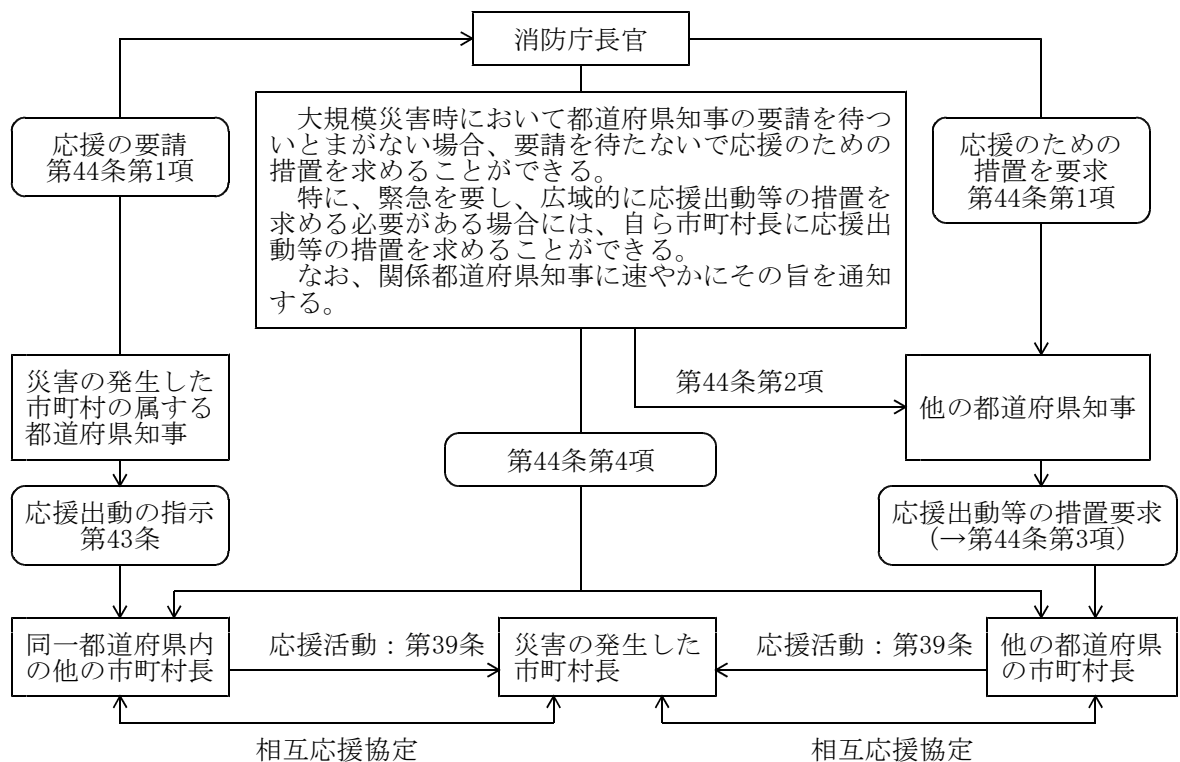 消防庁長官
応援の要請
第44条第1項
大規模災害時において都道府県知事の要請を待つ
いとまがない場合、要請を待たないで応援のための
措置を求めることができる。
特に、緊急を要し、広域的に応援出動等の措置を
求める必要がある場合には、自ら市町村長に応援出
動等の措置を求めることができる。
なお、関係都道府県知事に速やかにその旨を通知
する。
応援のための
措置を要求
第44条第1項
災害の発生した
市町村の属する
都道府県知事
第44条第2項
他の都道府県知事
第44条第4項
応援出動の指示
第43条
応援出動等の措置要求
(→第44条第3項)
同一都道府県内
の他の市町村長
応援活動：第39条
災害の発生した
市町村長
応援活動：第39条
他の都道府県
の市町村長
相互応援協定
相互応援協定